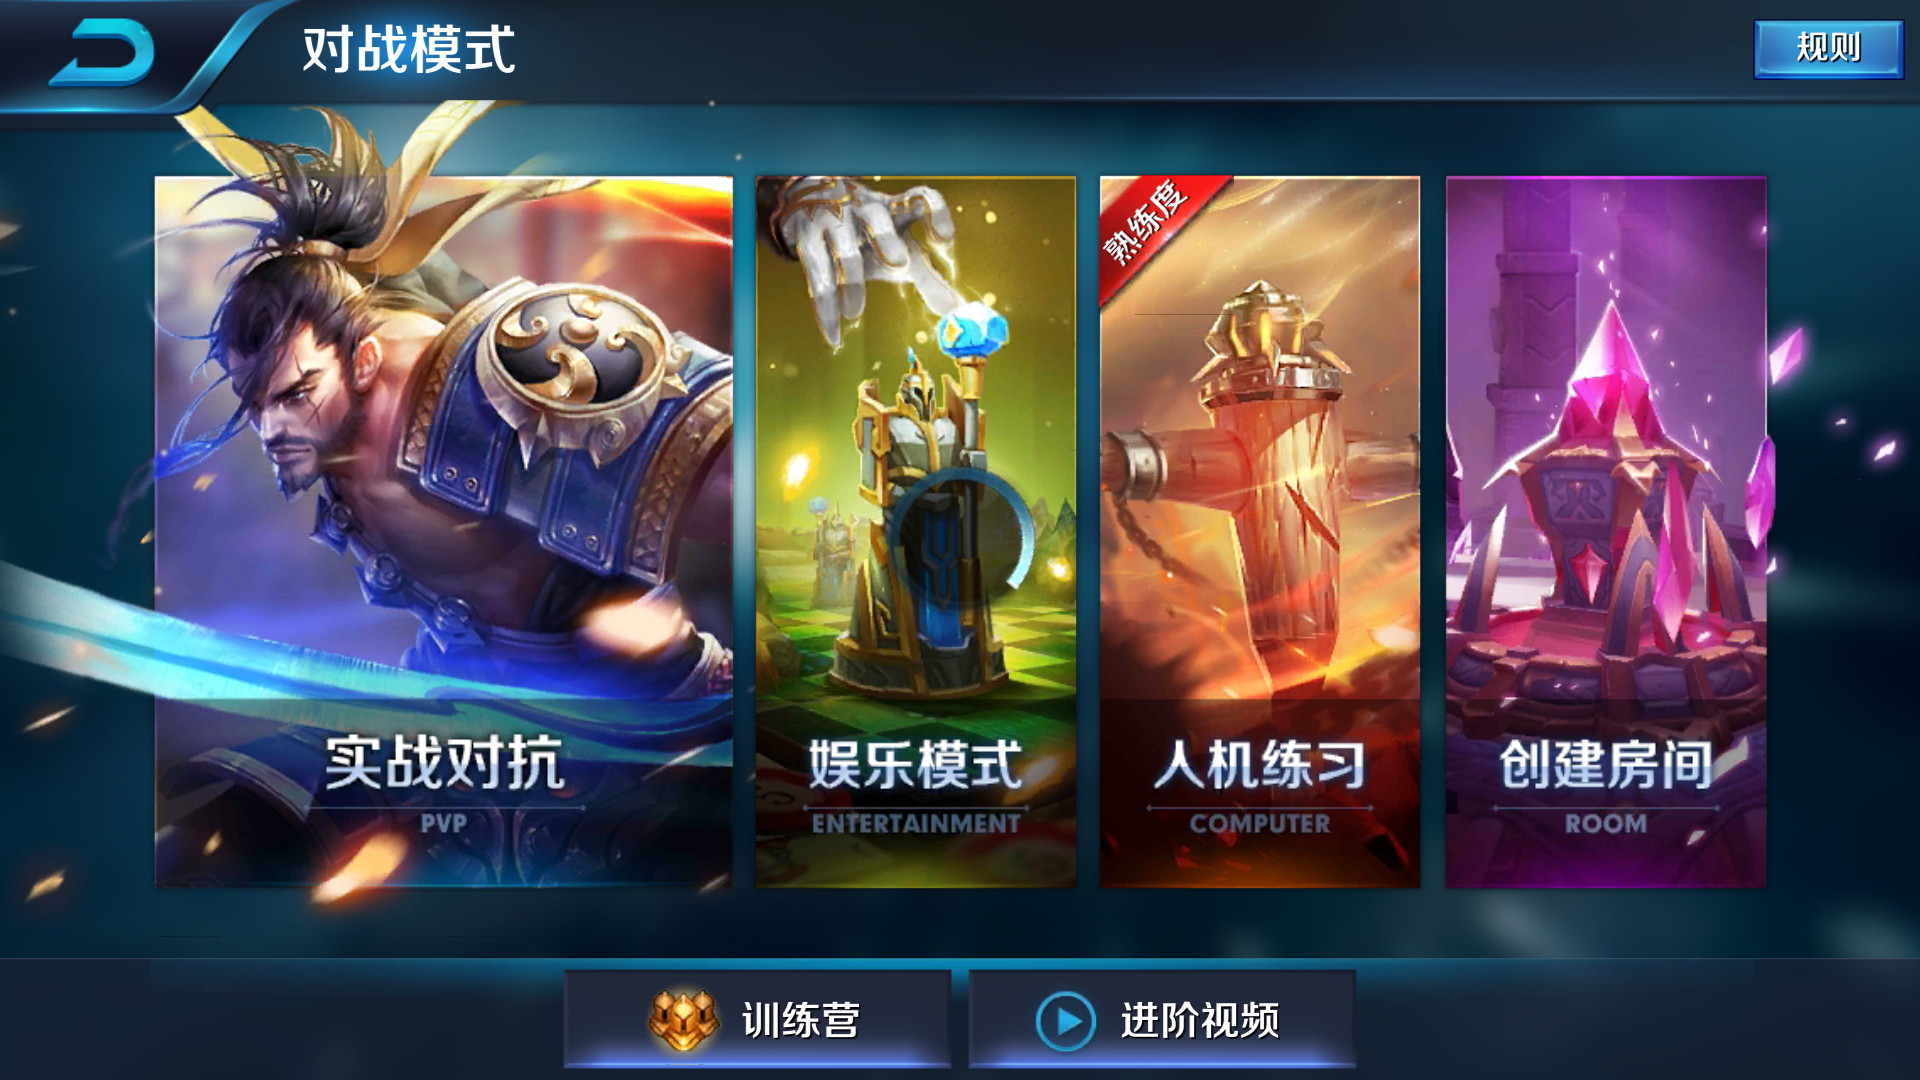 对战模式
规则
熟练度
实战对抗
PVP
娱乐模式
ENTERTAINMENT
人机练习
COMPUTER
创建房间
ROOM
训练营
进阶视频